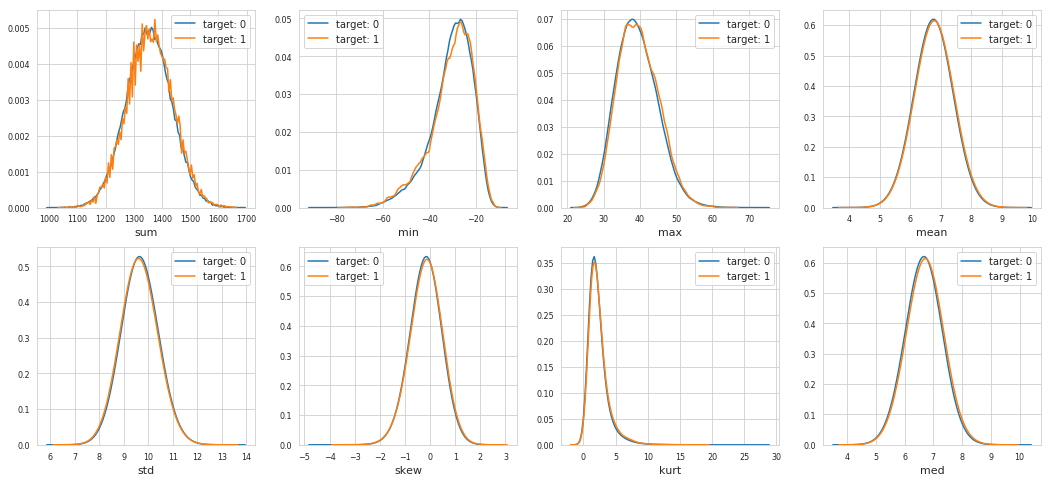 0.005
0.004
0.003
0.002
0.001
0.000
1000 1100 1200 1300 1400 1500 1600 1700
sum
target: 0
target: 1
0.05
0.04
0.03
0.02
0.01
0.00
−80 −60 −40 −20
min
target: 0
target: 1
0.07
0.06
0.05
0.04
0.03
0.02
0.01
0.00
20 30 40 50 60 70
max
target: 0
target: 1
0.6
0.5
0.4
0.3
0.2
0.1
0.0
4 5 6 7 8 9 10
mean
target: 0
target: 1
0.5
0.4
0.3
0.2
0.1
0.0
6 7 8 9 10 11 12 13 14
std
target: 0
target: 1
0.6
0.5
0.4
0.3
0.2
0.1
0.0
−5 −4 −3 −2 −1 0 1 2 3
skew
target: 0
target: 1
0.35
0.30
0.25
0.20
0.15
0.10
0.05
0.00
0 5 10 15 20 25 30
kurt
target: 0
target: 1
0.6
0.5
0.4
0.3
0.2
0.1
0.0
4 5 6 7 8 9 10
med
target: 0
target: 1